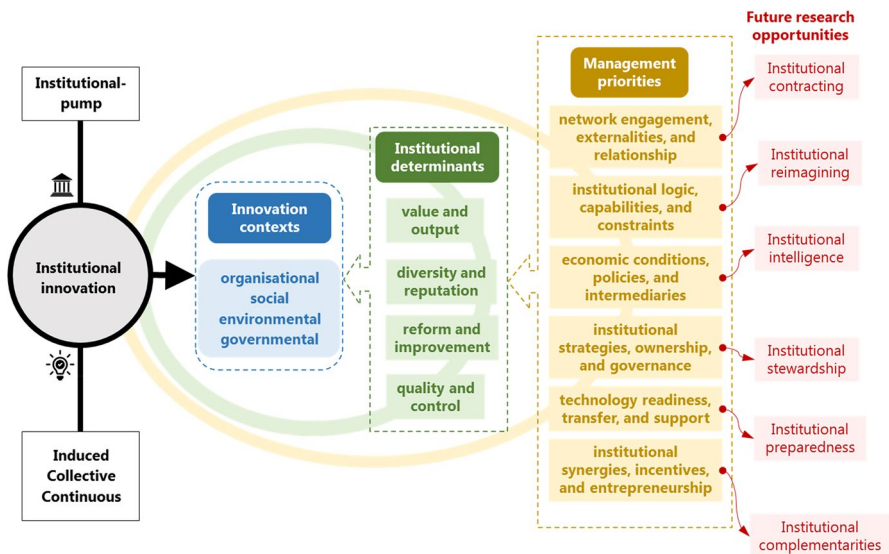 Institutional-
pump
Institutional
innovation
Induced
Collective
Continuous
Innovation
contexts
organisational
social
environmental
governmental
Institutional
determinants
value and
output
diversity and
reputation
reform and
improvement
quality and
control
Management
priorities
network engagement,
externalities, and
relationship
institutional logic,
capabilities, and
constraints
economic conditions,
policies, and
intermediaries
institutional
strategies, ownership,
and governance
technology readiness,
transfer, and support
institutional
synergies, incentives,
and entrepreneurship
Future research
opportunities
Institutional
contracting
Institutional
reimagining
Institutional
intelligence
Institutional
stewardship
Institutional
preparedness
Institutional
complementarities